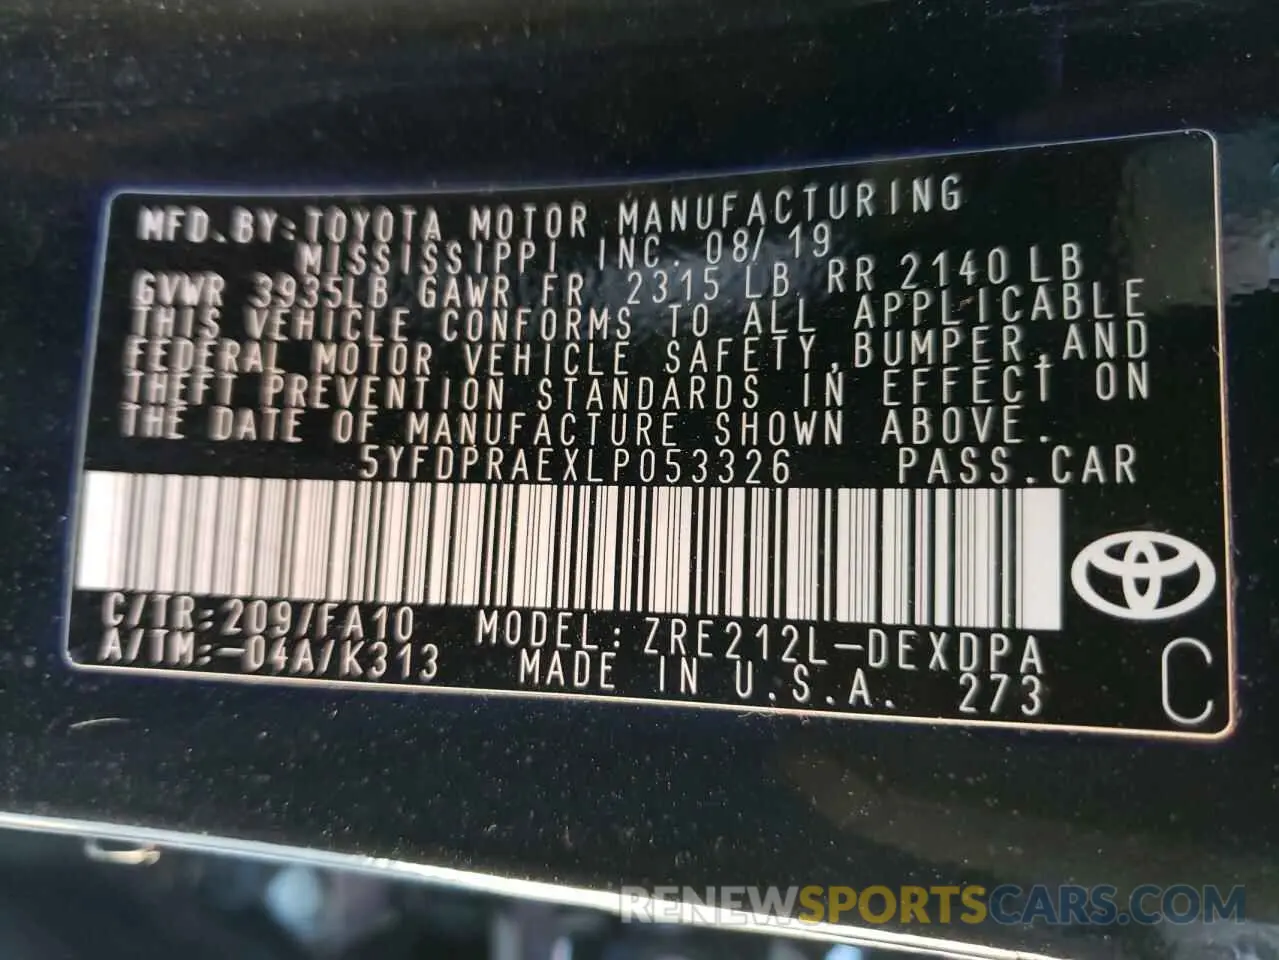 MFD.BY:TOYOTA MOTOR MANUFACTURING
MISSISSIPPI INC. 08/19
GVWR 3935LB GAWR FR 2315 LB RR 2140LB
THIS VEHICLE CONFORMS TO ALL APPLICABLE
FEDERAL MOTOR VEHICLE SAFETY,BUMPER,AND
THEFT PREVENTION STANDARDS IN EFFECT ON
THE DATE OF MANUFACTURE SHOWN ABOVE.
5YFDPRAEXLP053326 PASS.CAR
C/TR:209/FA10 MODEL:ZRE212L-DEXDPA
A/TM:-04A/K313 MADE IN U.S.A. 273 C
RENEWSPORTSCARS.COM